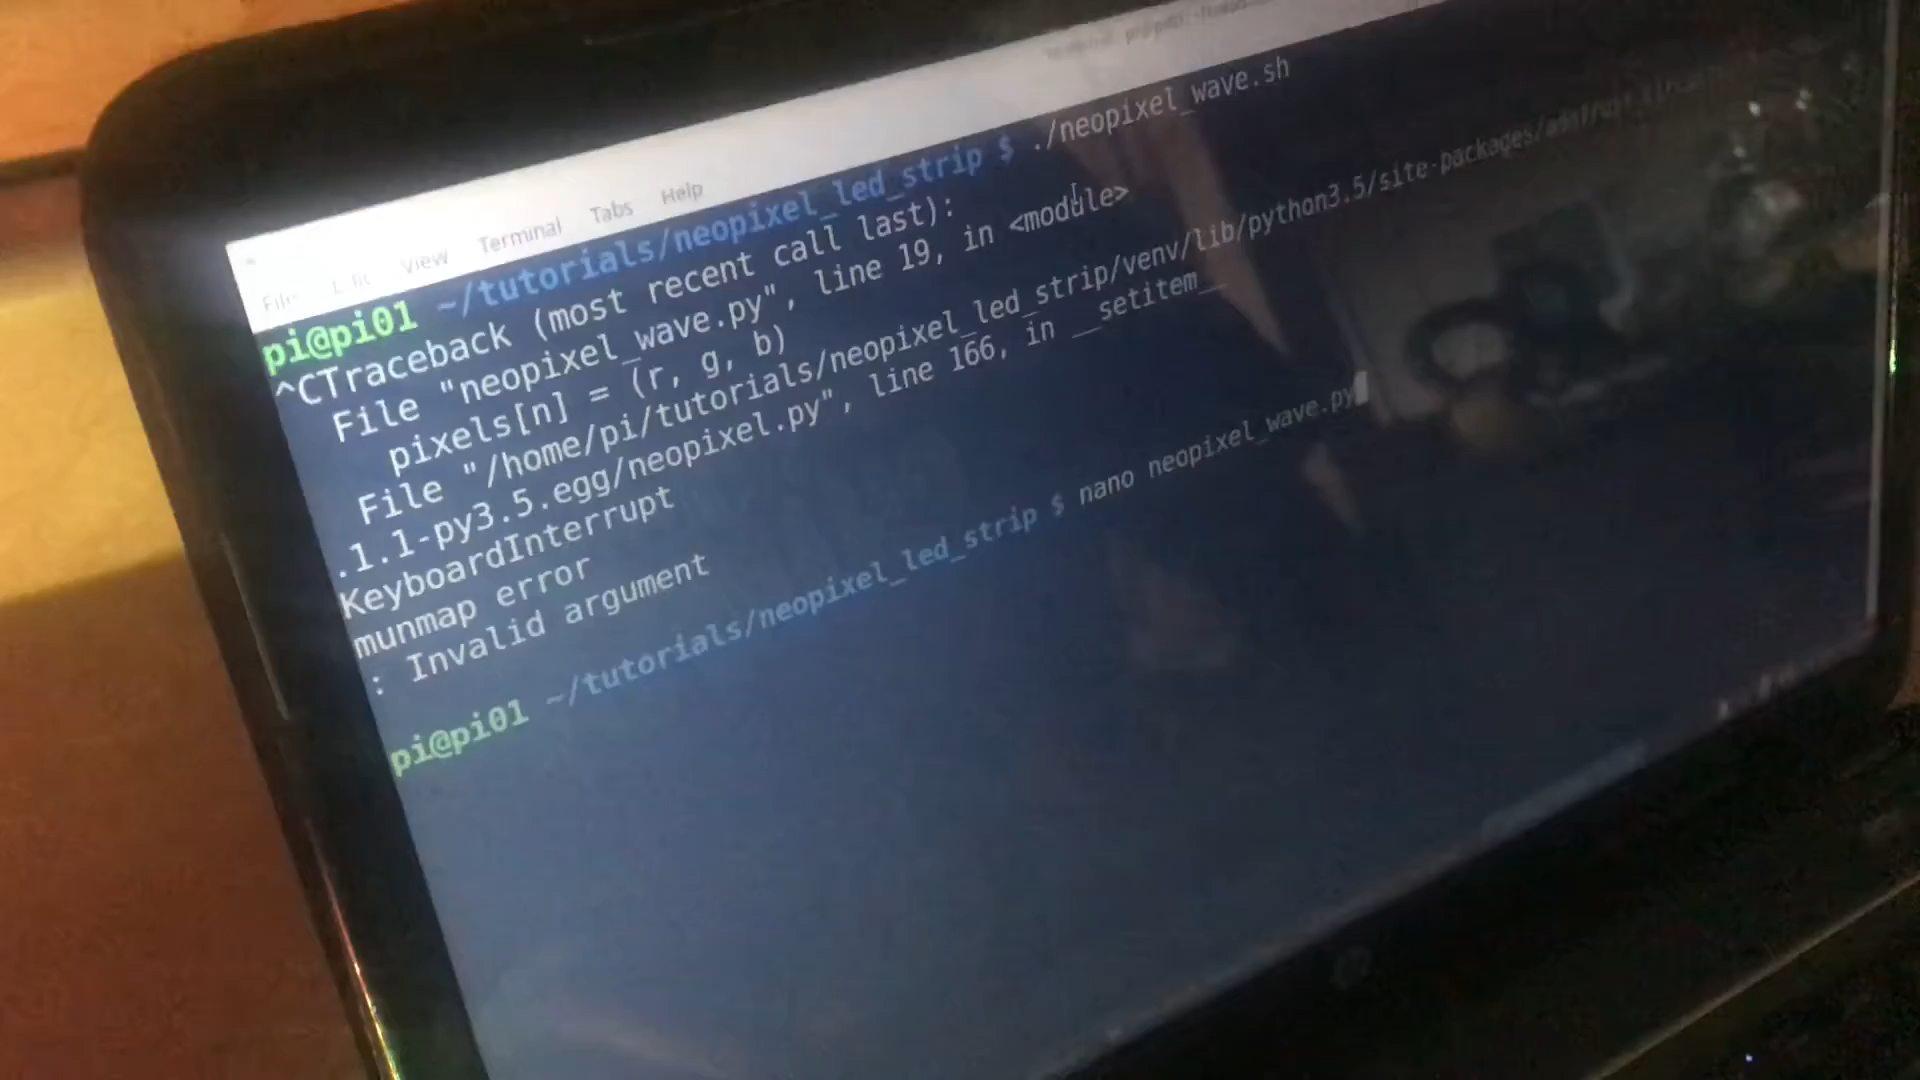 File Edit View Terminal Tabs Help
pi@pi01 ~/tutorials/neopixel_led_strip $ ./neopixel_wave.sh
^CTraceback (most recent call last):
File "neopixel_wave.py", line 19, in <module>
pixels[n] = (r, g, b)
File "/home/pi/tutorials/neopixel_led_strip/venv/lib/python3.5/site-packages/
.1.1-py3.5.egg/neopixel.py", line 166, in __setitem__
KeyboardInterrupt
munmap error
: Invalid argument
pi@pi01 ~/tutorials/neopixel_led_strip $ nano neopixel_wave.py